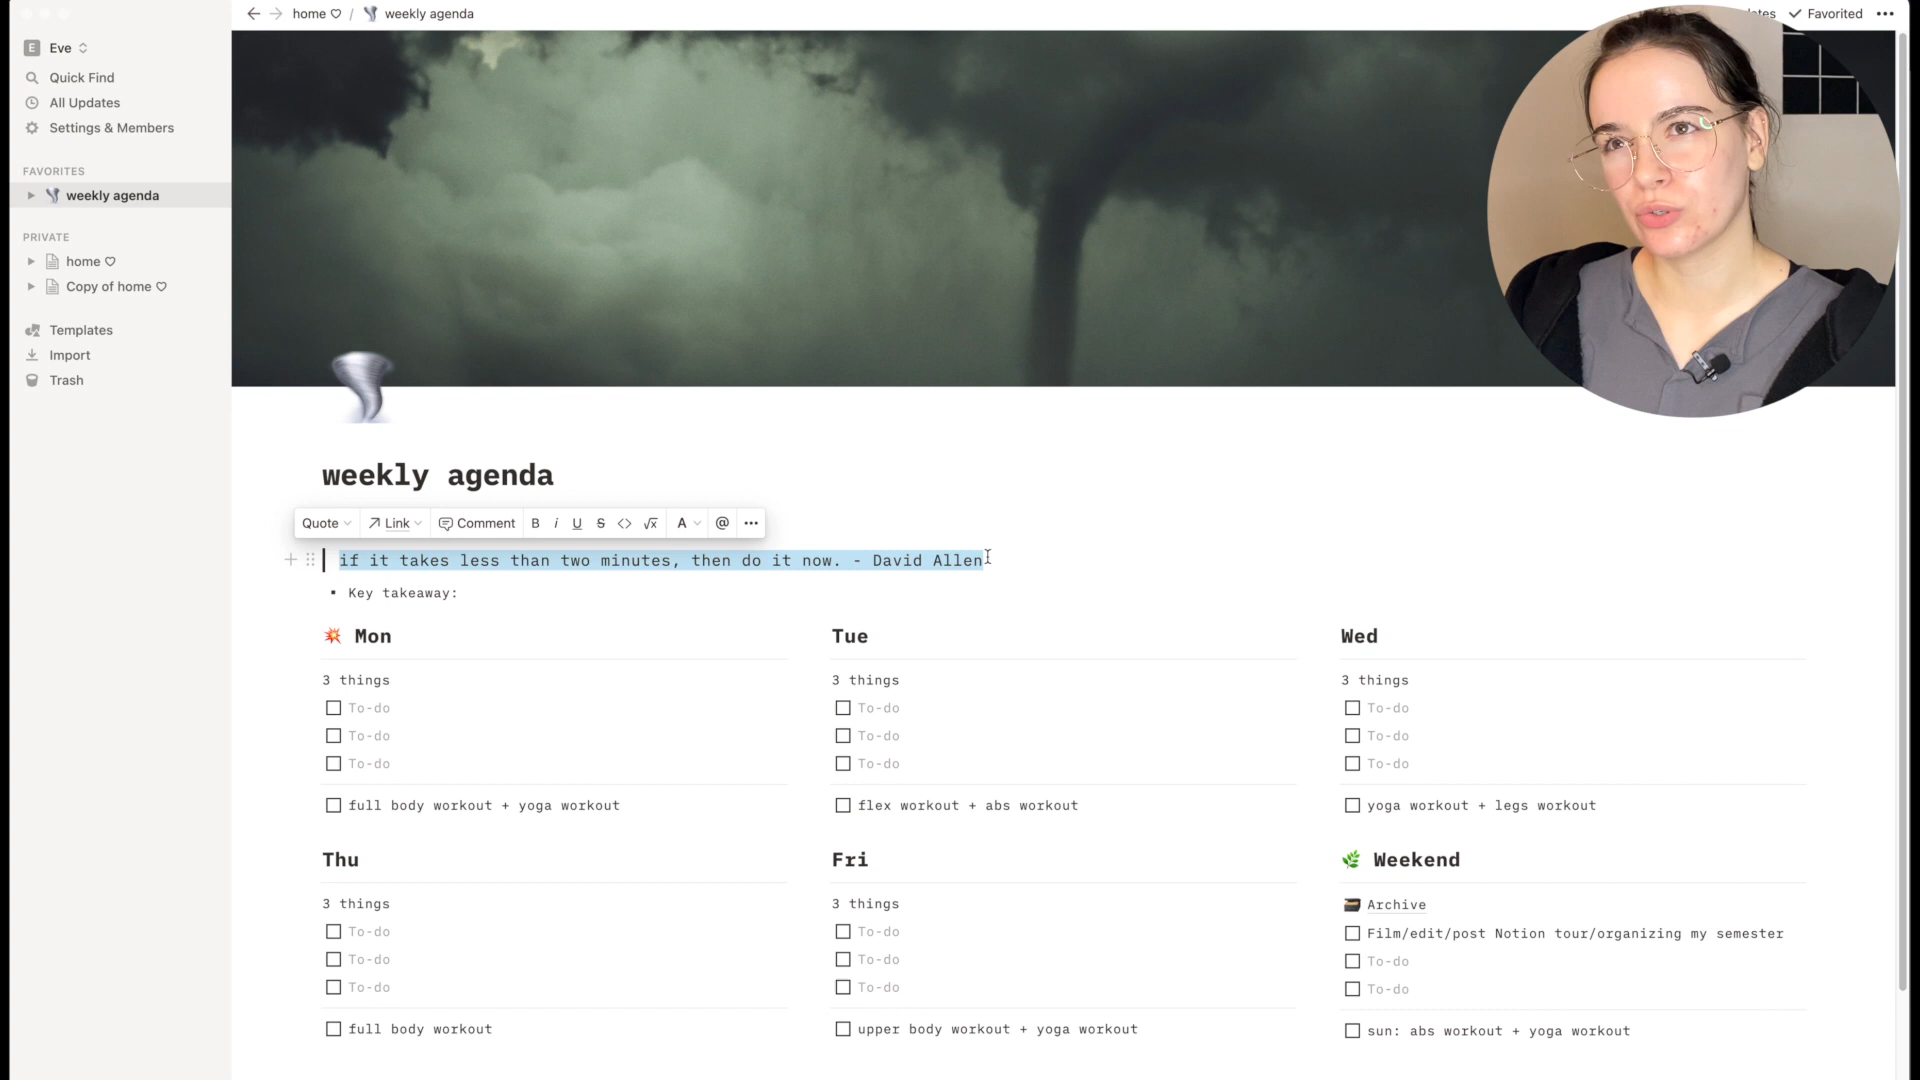 home ♡ / weekly agenda
Favorited
E Eve
Quick Find
All Updates
Settings & Members
FAVORITES
weekly agenda
PRIVATE
home ♡
Copy of home ♡
Templates
Import
Trash
weekly agenda
Quote Link Comment B i U S <> √x A @ •••
if it takes less than two minutes, then do it now. - David Allen
▪ Key takeaway:
Mon
3 things
To-do
To-do
To-do
full body workout + yoga workout
Tue
3 things
To-do
To-do
To-do
flex workout + abs workout
Wed
3 things
To-do
To-do
To-do
yoga workout + legs workout
Thu
3 things
To-do
To-do
To-do
full body workout
Fri
3 things
To-do
To-do
To-do
upper body workout + yoga workout
Weekend
Archive
Film/edit/post Notion tour/organizing my semester
To-do
To-do
sun: abs workout + yoga workout